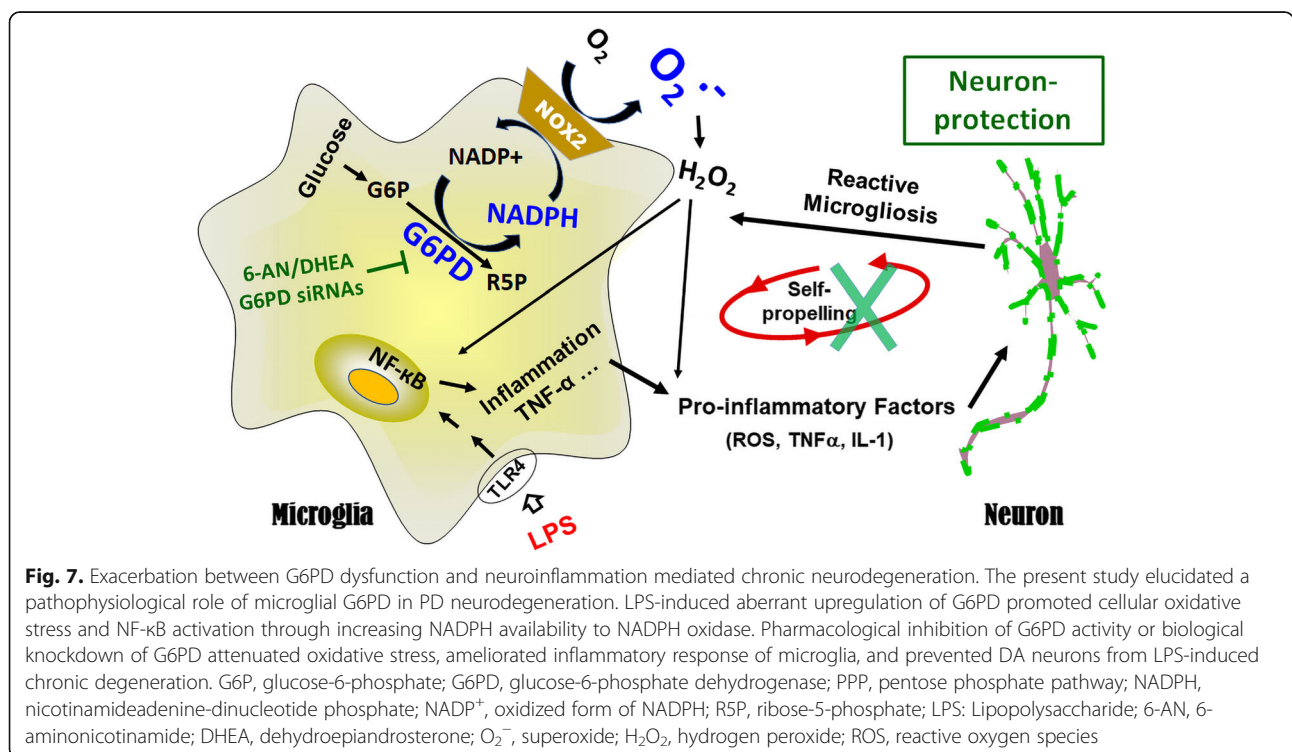 O2
O2·-
NOX2
Neuron-
protection
Glucose
G6P
NADP+
NADPH
G6PD
R5P
H2O2
Reactive
Microgliosis
6-AN/DHEA
G6PD siRNAs
Self-
propelling
NF-κB
Inflammation
TNF-α ...
Pro-inflammatory Factors
(ROS, TNFα, IL-1)
TLR4
LPS
Microglia
Neuron
Fig. 7. Exacerbation between G6PD dysfunction and neuroinflammation mediated chronic neurodegeneration. The present study elucidated a
pathophysiological role of microglial G6PD in PD neurodegeneration. LPS-induced aberrant upregulation of G6PD promoted cellular oxidative
stress and NF-κB activation through increasing NADPH availability to NADPH oxidase. Pharmacological inhibition of G6PD activity or biological
knockdown of G6PD attenuated oxidative stress, ameliorated inflammatory response of microglia, and prevented DA neurons from LPS-induced
chronic degeneration. G6P, glucose-6-phosphate; G6PD, glucose-6-phosphate dehydrogenase; PPP, pentose phosphate pathway; NADPH,
nicotinamideadenine-dinucleotide phosphate; NADP+, oxidized form of NADPH; R5P, ribose-5-phosphate; LPS: Lipopolysaccharide; 6-AN, 6-
aminonicotinamide; DHEA, dehydroepiandrosterone; O2−, superoxide; H2O2, hydrogen peroxide; ROS, reactive oxygen species